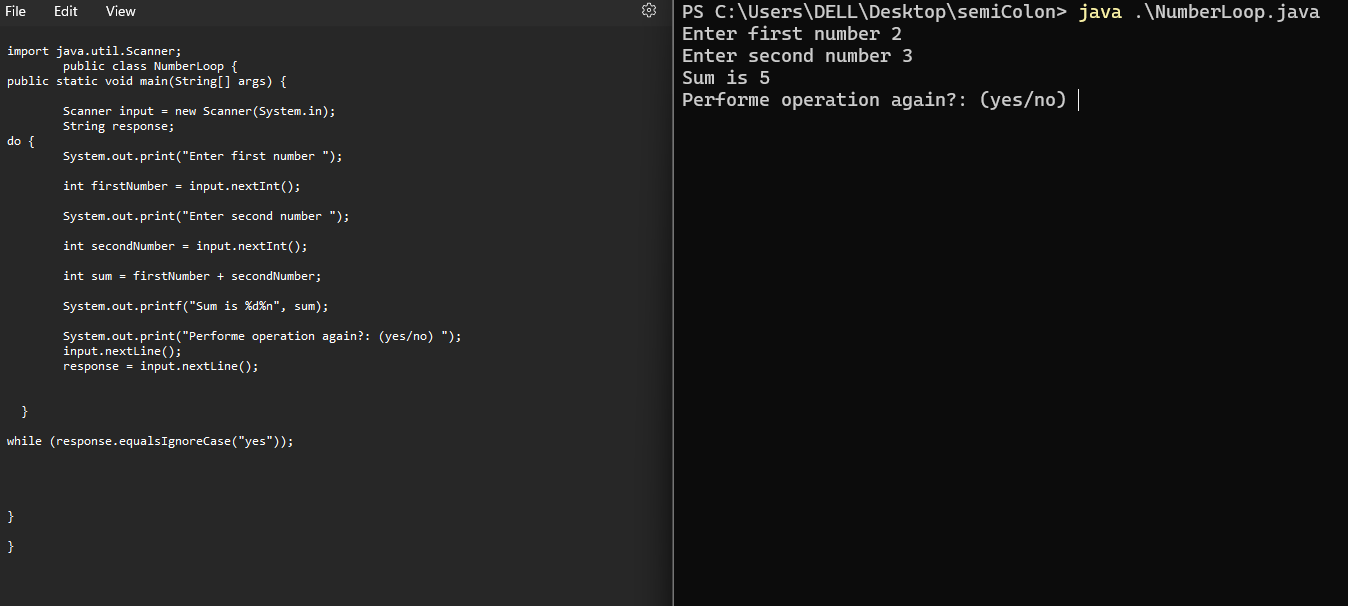 File Edit View
import java.util.Scanner;
public class NumberLoop {
public static void main(String[] args) {
Scanner input = new Scanner(System.in);
String response;
do {
System.out.print("Enter first number ");
int firstNumber = input.nextInt();
System.out.print("Enter second number ");
int secondNumber = input.nextInt();
int sum = firstNumber + secondNumber;
System.out.printf("Sum is %d%n", sum);
System.out.print("Performe operation again?: (yes/no) ");
input.nextLine();
response = input.nextLine();
}
while (response.equalsIgnoreCase("yes"));
}
}
PS C:\Users\DELL\Desktop\semiColon> java .\NumberLoop.java
Enter first number 2
Enter second number 3
Sum is 5
Performe operation again?: (yes/no)